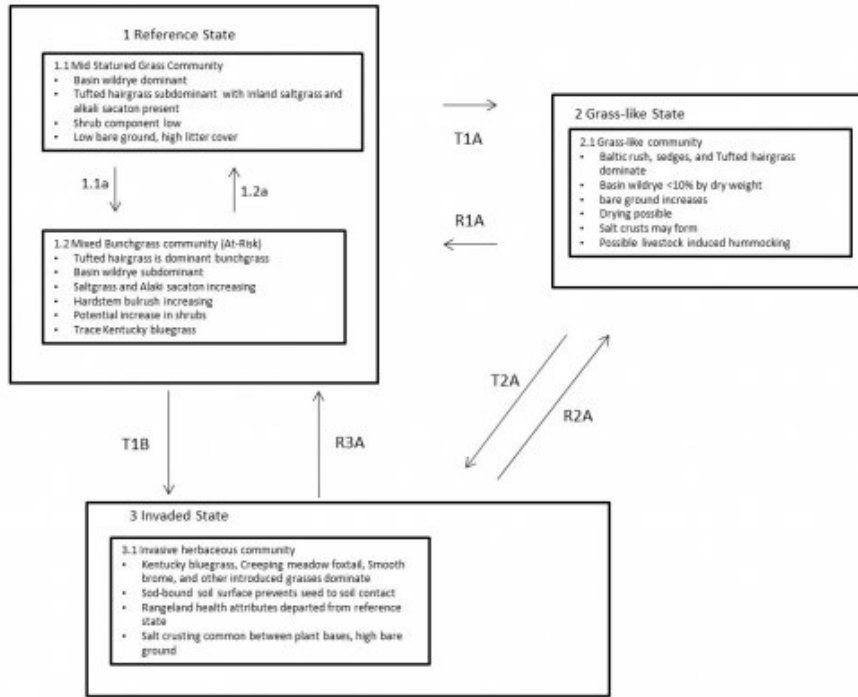 1 Reference State
1.1 Mid Statured Grass Community
• Basin wildrye dominant
• Tufted hairgrass subdominant with Inland saltgrass and
alkali sacaton present
• Shrub component low
• Low bare ground, high litter cover
1.1a
1.2a
1.2 Mixed Bunchgrass community (At-Risk)
• Tufted hairgrass is dominant bunchgrass
• Basin wildrye subdominant
• Saltgrass and Alaki sacaton increasing
• Hardstem bulrush increasing
• Potential increase in shrubs
• Trace Kentucky bluegrass
T1A
R1A
2 Grass-like State
2.1 Grass-like community
• Baltic rush, sedges, and Tufted hairgrass
dominate
• Basin wildrye <10% by dry weight
• bare ground increases
• Drying possible
• Salt crusts may form
• Possible livestock induced hummocking
T2A
R2A
T1B
R3A
3 Invaded State
3.1 Invasive herbaceous community
• Kentucky bluegrass, Creeping meadow foxtail, Smooth
brome, and other introduced grasses dominate
• Sod-bound soil surface prevents seed to soil contact
• Rangeland health attributes departed from reference
state
• Salt crusting common between plant bases, high bare
ground